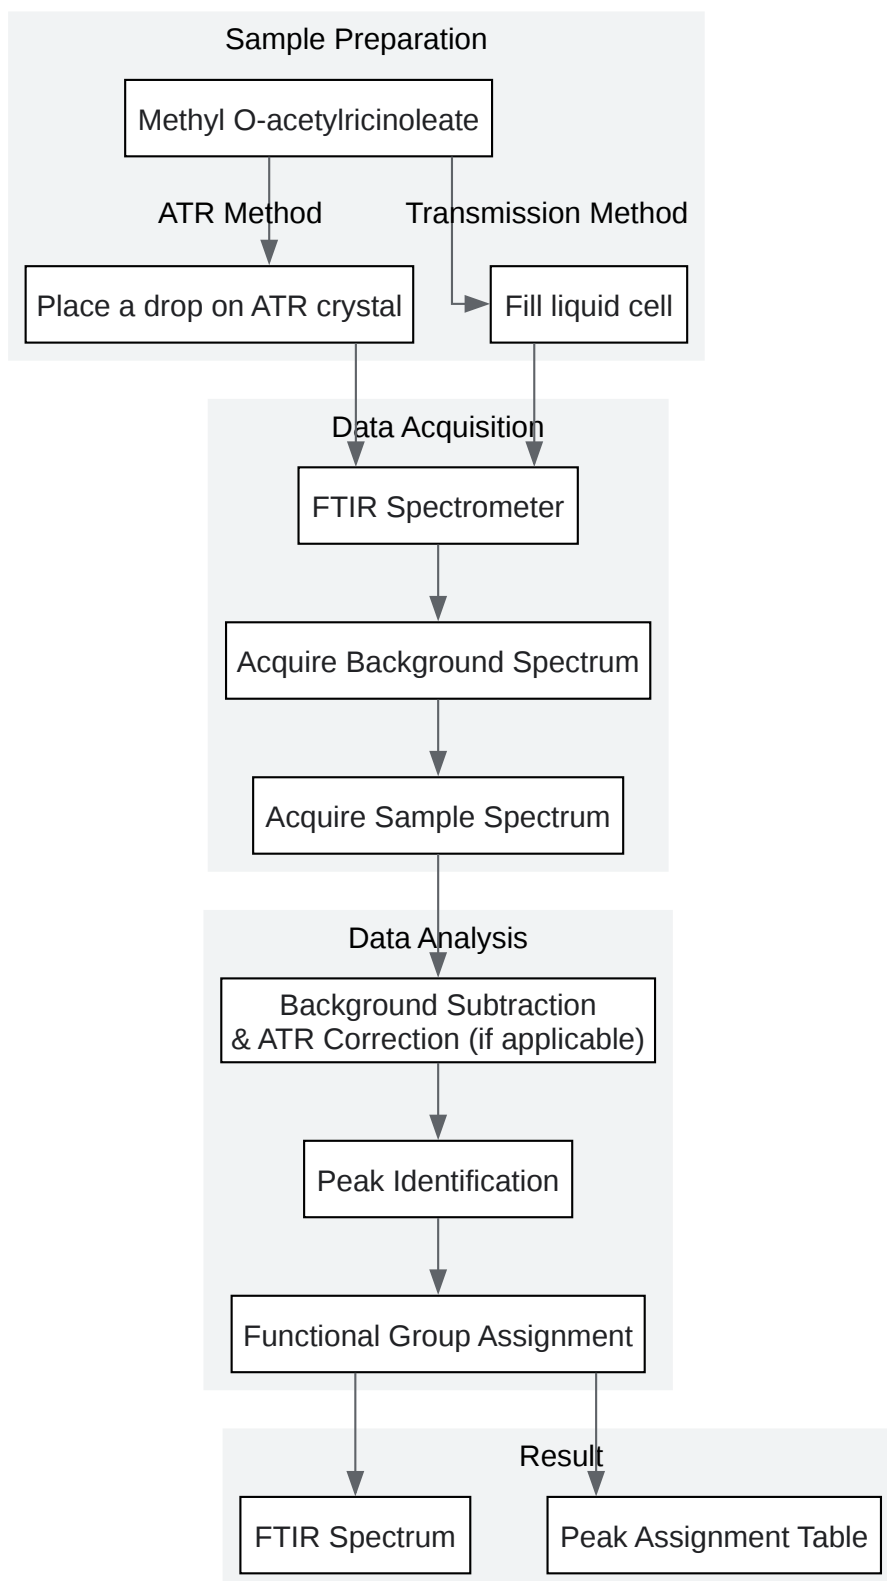 Sample Preparation
Methyl O-acetylricinoleate
ATR Method
Transmission Method
Place a drop on ATR crystal
Fill liquid cell
Data Acquisition
FTIR Spectrometer
Acquire Background Spectrum
Acquire Sample Spectrum
Data Analysis
Background Subtraction
& ATR Correction (if applicable)
Peak Identification
Functional Group Assignment
Result
FTIR Spectrum
Peak Assignment Table